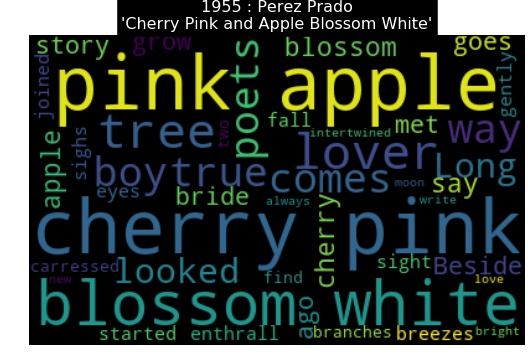 1955 : Perez Prado
'Cherry Pink and Apple Blossom White'
story grow blossom goes
joined pink apple gently
poets
tree two fall intertwined met way
sighs lover
apple boy true comes Long
eyes bride always moon say write
cherry pink
cherry
carressed looked find sight Beside
new love
blossom white
ago
started enthrall branches breezes bright